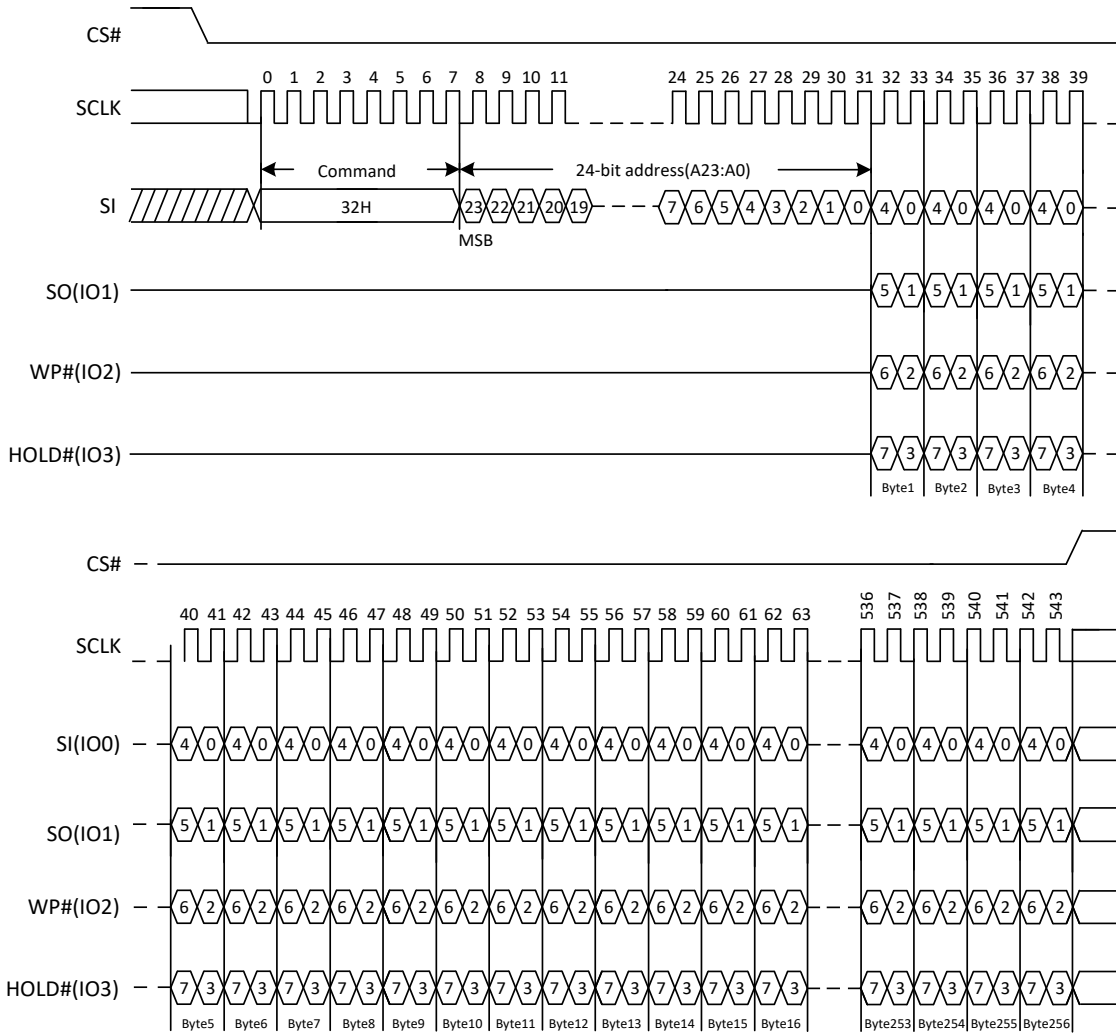 CS#
0 1 2 3 4 5 6 7 8 9 10 11 24 25 26 27 28 29 30 31 32 33 34 35 36 37 38 39
SCLK
Command 24-bit address(A23:A0)
SI 32H 23 22 21 20 19 7 6 5 4 3 2 1 0 4 0 4 0 4 0 4 0
MSB
SO(IO1) 5 1 5 1 5 1 5 1
WP#(IO2) 6 2 6 2 6 2 6 2
HOLD#(IO3) 7 3 7 3 7 3 7 3
Byte1 Byte2 Byte3 Byte4
CS#
40 41 42 43 44 45 46 47 48 49 50 51 52 53 54 55 56 57 58 59 60 61 62 63 536 537 538 539 540 541 542 543
SCLK
SI(IO0) 4 0 4 0 4 0 4 0 4 0 4 0 4 0 4 0 4 0 4 0 4 0 4 0 4 0 4 0 4 0 4 0
SO(IO1) 5 1 5 1 5 1 5 1 5 1 5 1 5 1 5 1 5 1 5 1 5 1 5 1 5 1 5 1 5 1 5 1
WP#(IO2) 6 2 6 2 6 2 6 2 6 2 6 2 6 2 6 2 6 2 6 2 6 2 6 2 6 2 6 2 6 2 6 2
HOLD#(IO3) 7 3 7 3 7 3 7 3 7 3 7 3 7 3 7 3 7 3 7 3 7 3 7 3 7 3 7 3 7 3 7 3
Byte5 Byte6 Byte7 Byte8 Byte9 Byte10 Byte11 Byte12 Byte13 Byte14 Byte15 Byte16 Byte253 Byte254 Byte255 Byte256